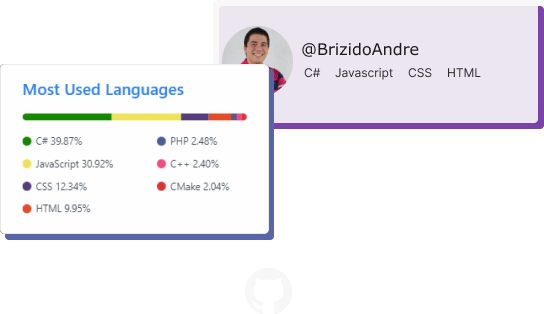 @BrizidoAndre
C# Javascript CSS HTML
Most Used Languages
C# 39.87%
JavaScript 30.92%
CSS 12.34%
HTML 9.95%
PHP 2.48%
C++ 2.40%
CMake 2.04%